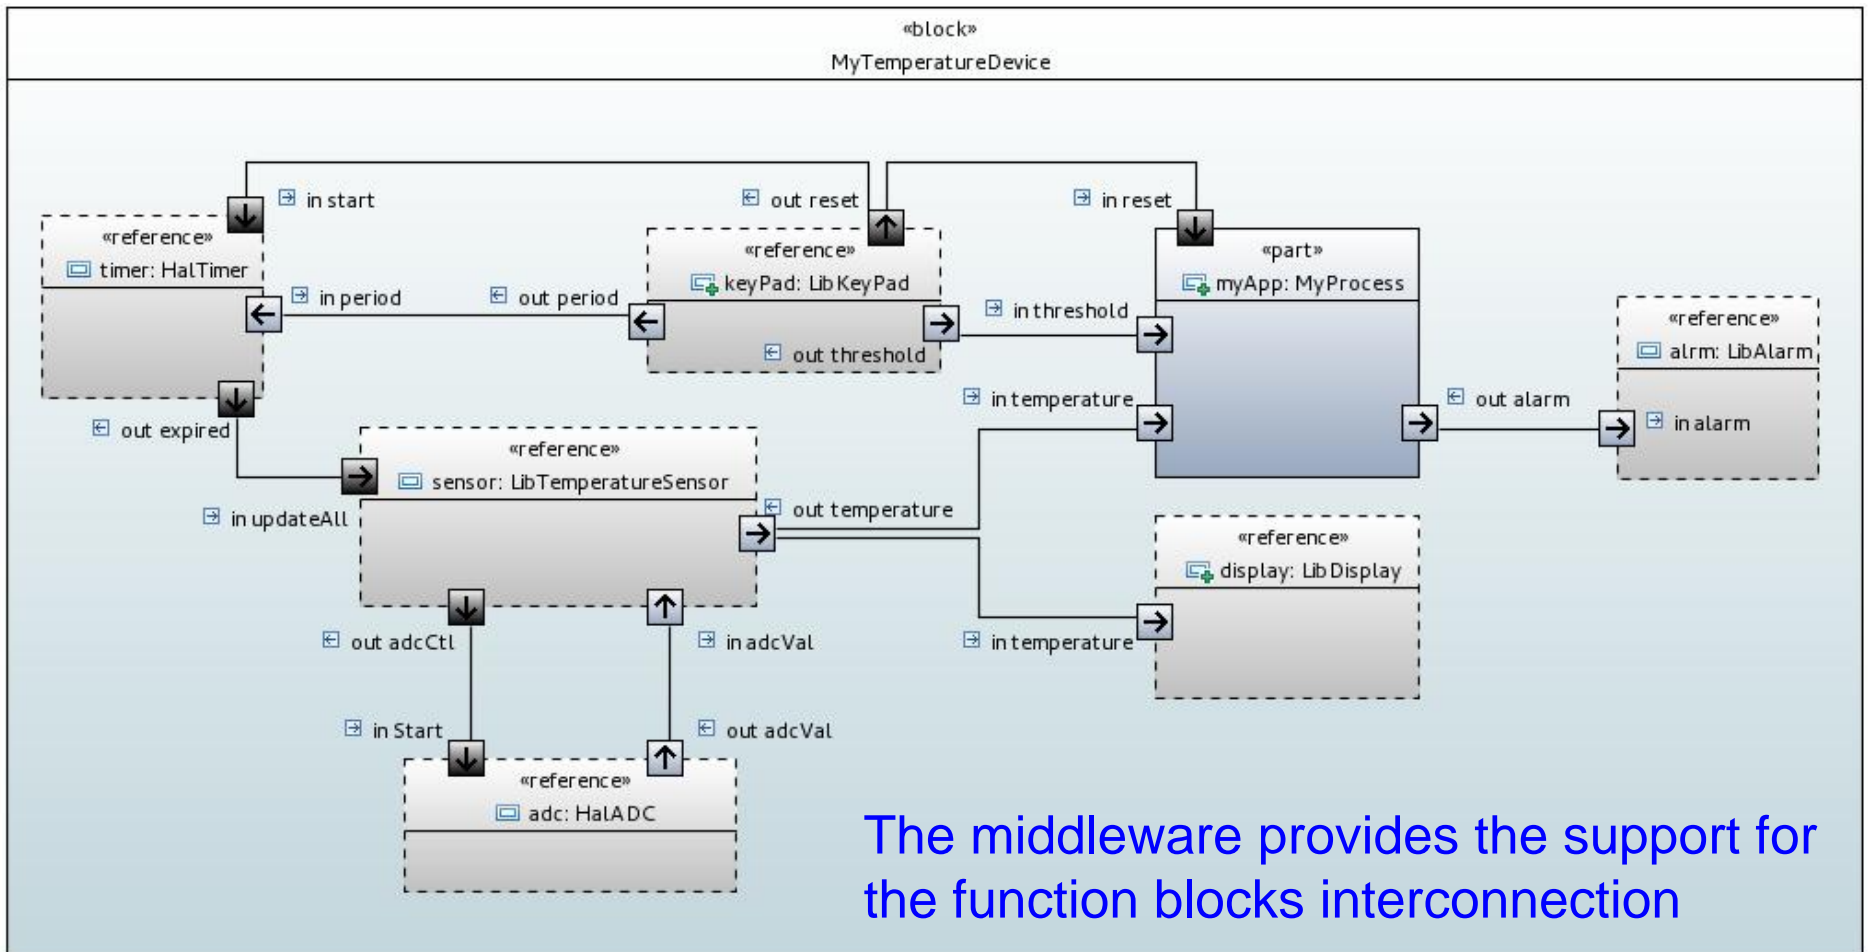 «block»
MyTemperatureDevice
in start
out reset
in reset
«reference»
timer: HalTimer
«reference»
keyPad: LibKeyPad
«part»
myApp: MyProcess
in period
out period
in threshold
out threshold
«reference»
alrm: LibAlarm
in temperature
out alarm
in alarm
out expired
«reference»
sensor: LibTemperatureSensor
in updateAll
out temperature
«reference»
display: LibDisplay
out adcCtl
in adcVal
in temperature
in Start
out adcVal
«reference»
adc: HalADC
The middleware provides the support for
the function blocks interconnection